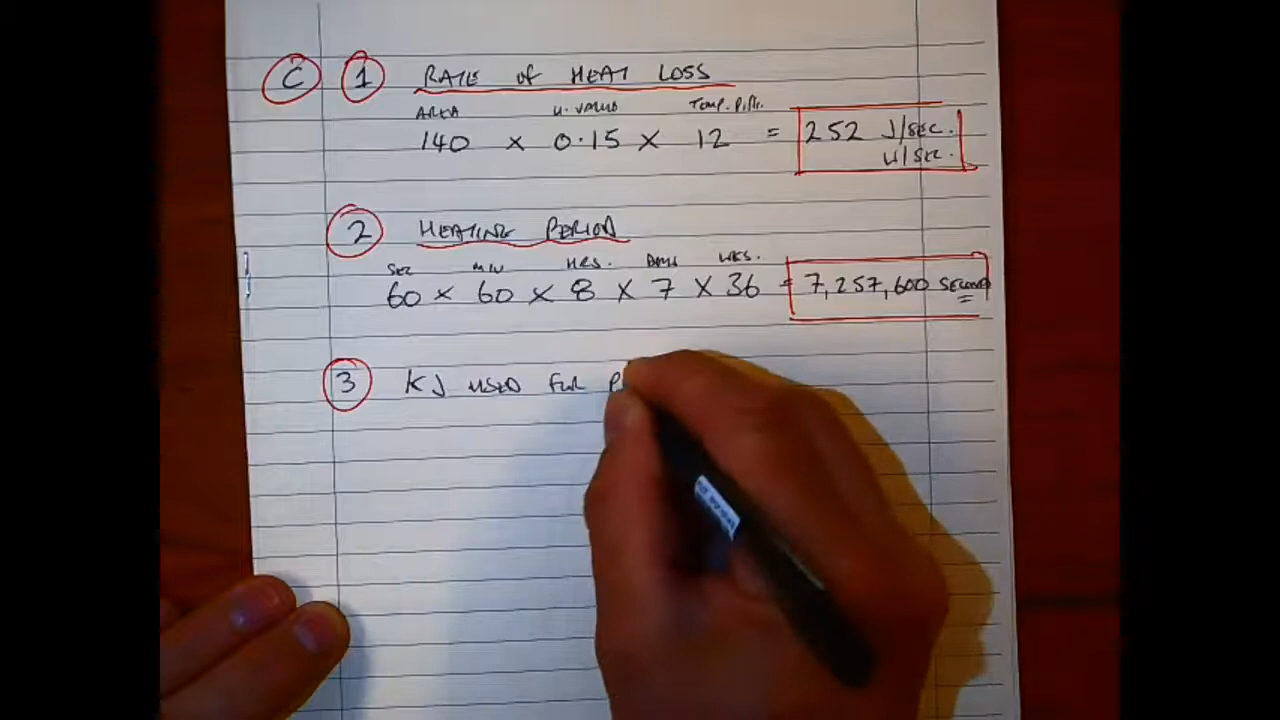 C 1 RATE OF HEAT LOSS
AREA U. VALUE Temp. Diff.
140 x 0.15 x 12 = 252 J/SEC.
W/SEC.
2 HEATING PERIOD
SEC MIN HRS. DAYS WKS.
60 x 60 x 8 x 7 x 36 = 7,257,600 SECOND
3 KJ USED FOR P